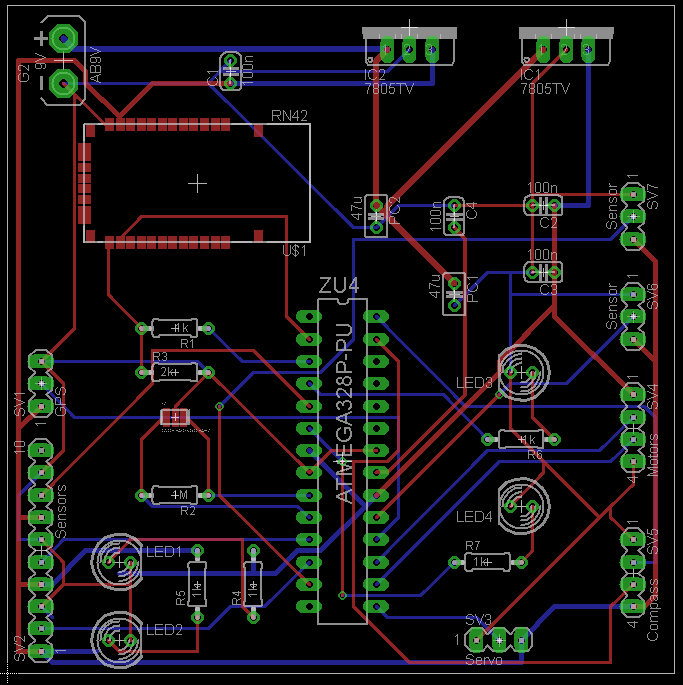 +
9V
-
G2
AB9V
C1
100n
IC2
7805TV
IC1
7805TV
RN42
U$1
47u
PC2
100n
C4
100n
C2
100n
C3
47u
PC1
Sensor
SV7
Sensor
SV6
ZU4
ATMEGA328P-PU
1k
R1
R3
2k
M
R2
LED3
1k
R6
LED4
R7
1k
SV4
1
Motors
4
SV5
1
Compass
4
SV1
1
GPS
10
Sensors
SV2
1
LED1
LED2
R5
1k
R4
1k
SV3
1
Servo